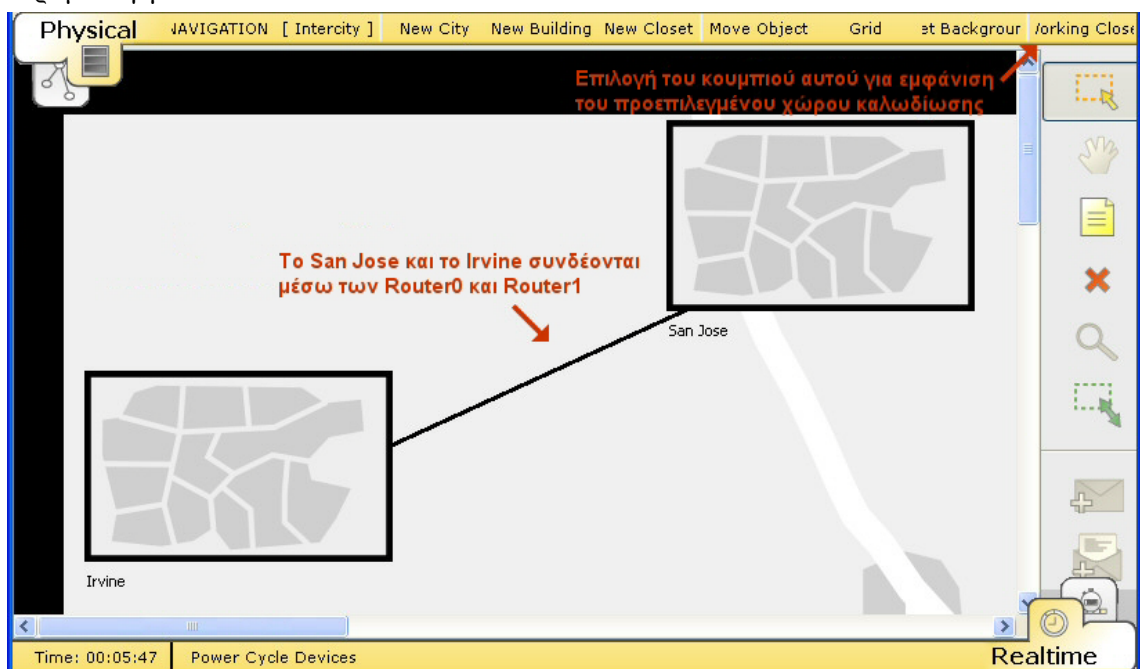 Physical NAVIGATION [ Intercity ] New City New Building New Closet Move Object Grid et Backgrour Vorking Close
Επιλογή του κουμπιού αυτού για εμφάνιση
του προεπιλεγμένου χώρου καλωδίωσης
Το San Jose και το Irvine συνδέονται
μέσω των Router0 και Router1
San Jose
Irvine
Time: 00:05:47 Power Cycle Devices Realtime